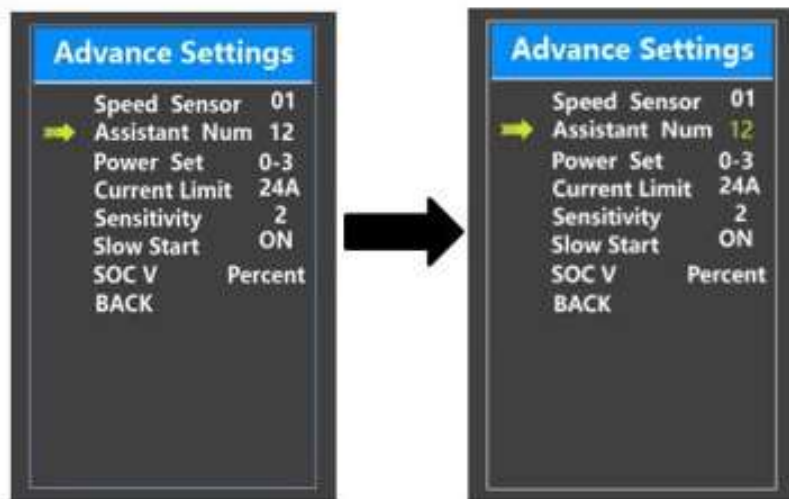 Advance Settings
Speed Sensor 01
Assistant Num 12
Power Set 0-3
Current Limit 24A
Sensitivity 2
Slow Start ON
SOC V Percent
BACK
Advance Settings
Speed Sensor 01
Assistant Num 12
Power Set 0-3
Current Limit 24A
Sensitivity 2
Slow Start ON
SOC V Percent
BACK